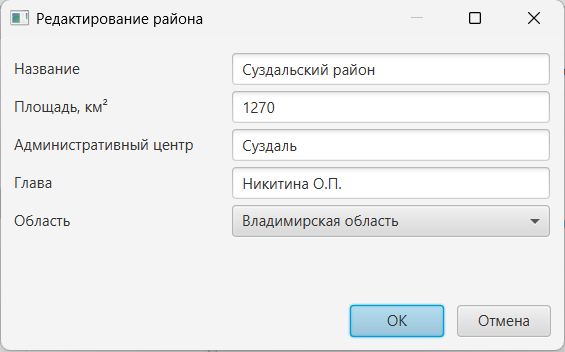 Редактирование района
Название Суздальский район
Площадь, км² 1270
Административный центр Суздаль
Глава Никитина О.П.
Область Владимирская область
OK Отмена